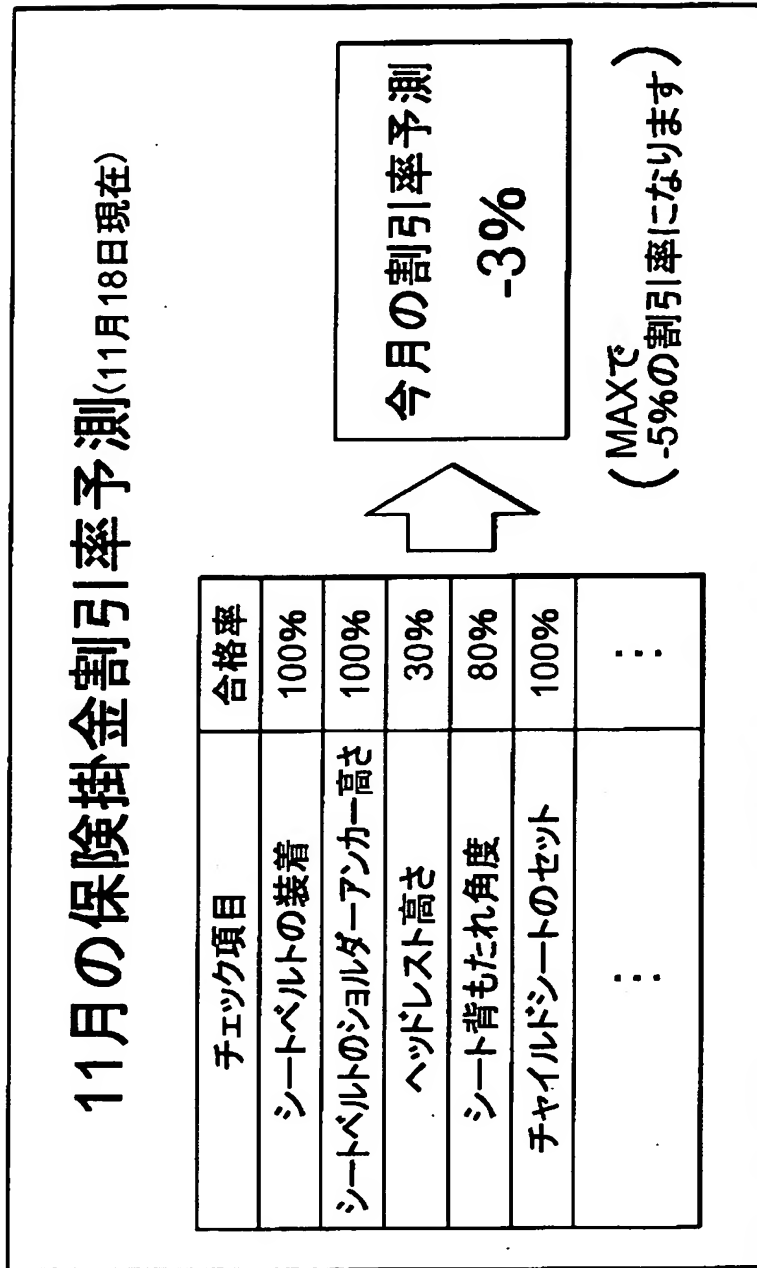 11月の保険掛金割引率予測(11月18日現在)
チェック項目 合格率
シートベルトの装着 100%
シートベルトのショルダーアンカー高さ 100%
ヘッドレスト高さ 30%
シート背もたれ角度 80%
チャイルドシートのセット 100%
⋮ ⋮
今月の割引率予測
-3%
(MAXで
-5%の割引率になります)